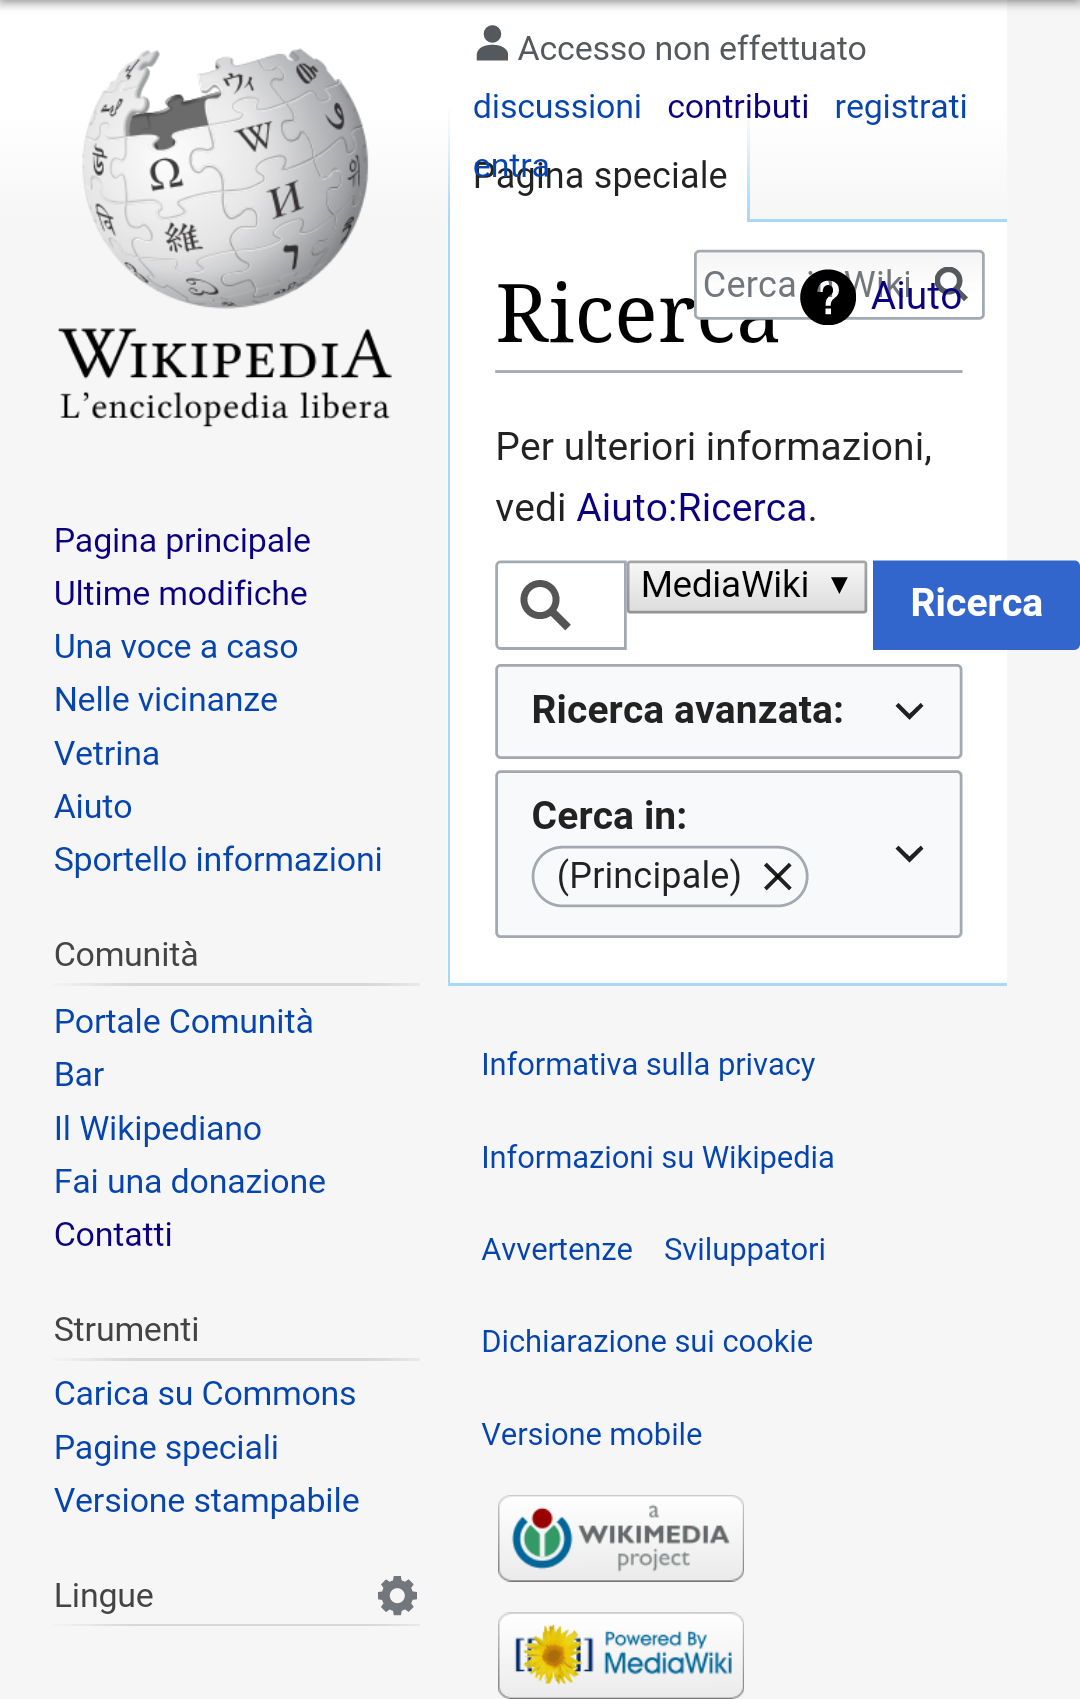 WIKIPEDIA
L'enciclopedia libera
Pagina principale
Ultime modifiche
Una voce a caso
Nelle vicinanze
Vetrina
Aiuto
Sportello informazioni
Comunità
Portale Comunità
Bar
Il Wikipediano
Fai una donazione
Contatti
Strumenti
Carica su Commons
Pagine speciali
Versione stampabile
Lingue
Accesso non effettuato
discussioni contributi registrati
entra
Pagina speciale
Cerca in Wiki
Ricerca
Aiuto
Per ulteriori informazioni,
vedi Aiuto:Ricerca.
MediaWiki ▼ Ricerca
Ricerca avanzata:
Cerca in:
(Principale)
Informativa sulla privacy
Informazioni su Wikipedia
Avvertenze Sviluppatori
Dichiarazione sui cookie
Versione mobile
a
WIKIMEDIA
project
Powered By
MediaWiki